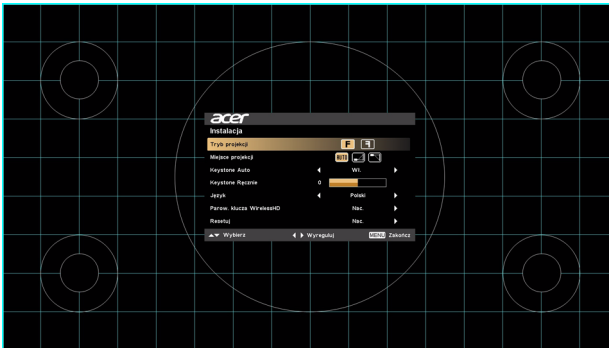 acer
Instalacja
Tryb projekcji F F
Miejsce projekcji AUTO
Keystone Auto Wł.
Keystone Ręcznie 0
Język Polski
Parow. klucza WirelessHD Nac.
Resetuj Nac.
Wybierz Wyreguluj MENU Zakończ